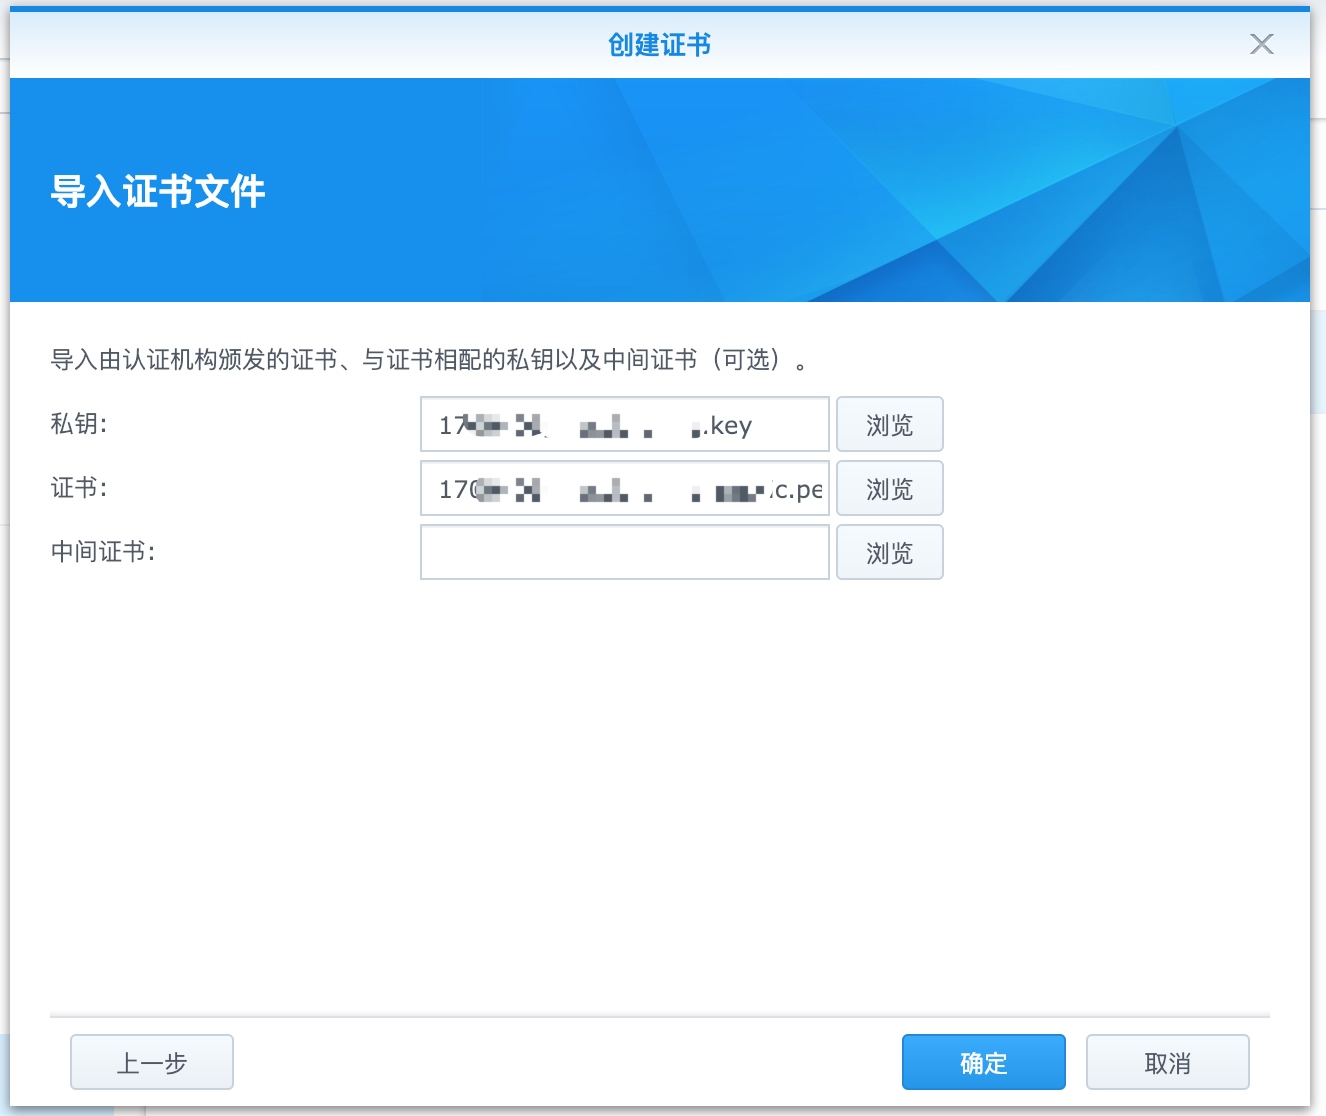 创建证书
导入证书文件
导入由认证机构颁发的证书、与证书相配的私钥以及中间证书（可选）。
私钥:
17 .key
浏览
证书:
170 c.pe
浏览
中间证书:
浏览
上一步
确定
取消